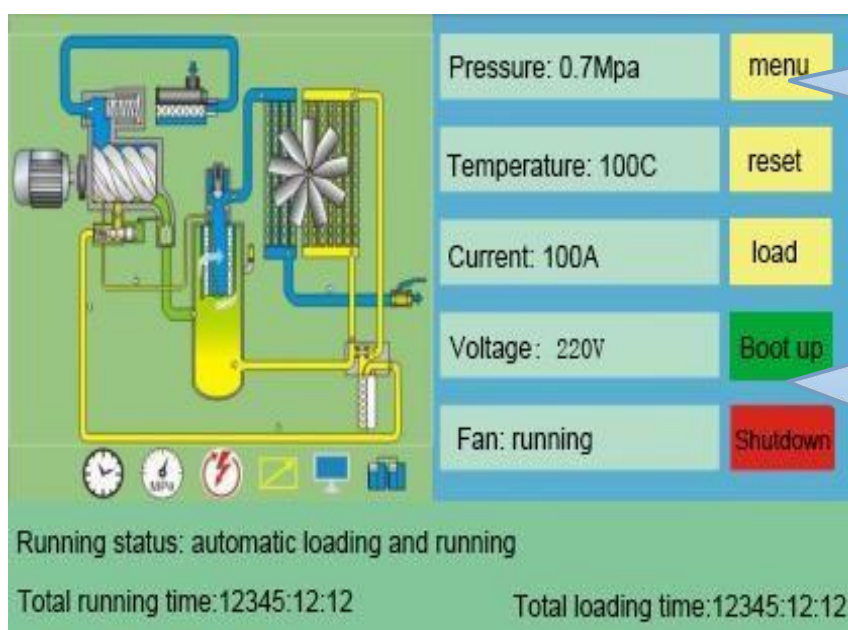 Pressure: 0.7Mpa
menu
Temperature: 100C
reset
Current: 100A
load
Voltage: 220V
Boot up
Fan: running
Shutdown
MPa
Running status: automatic loading and running
Total running time:12345:12:12
Total loading time:12345:12:12